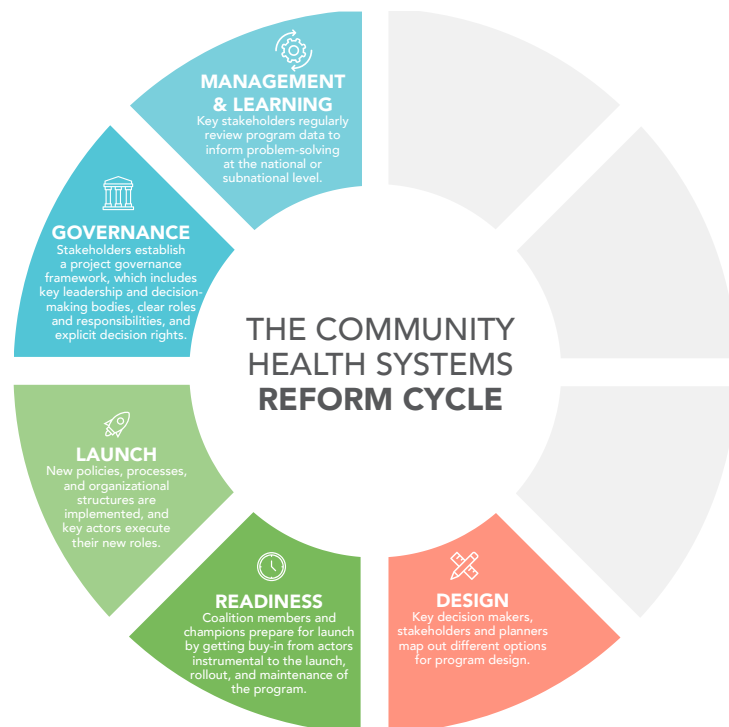 MANAGEMENT
& LEARNING
Key stakeholders regularly
review program data to
inform problem-solving
at the national or
subnational level.
GOVERNANCE
Stakeholders establish
a project governance
framework, which includes
key leadership and decision-
making bodies, clear roles
and responsibilities, and
explicit decision rights.
THE COMMUNITY
HEALTH SYSTEMS
REFORM CYCLE
LAUNCH
New policies, processes,
and organizational
structures are
implemented, and
key actors execute
their new roles.
READINESS
Coalition members and
champions prepare for launch
by getting buy-in from actors
instrumental to the launch,
rollout, and maintenance of
the program.
DESIGN
Key decision makers,
stakeholders and planners
map out different options
for program design.